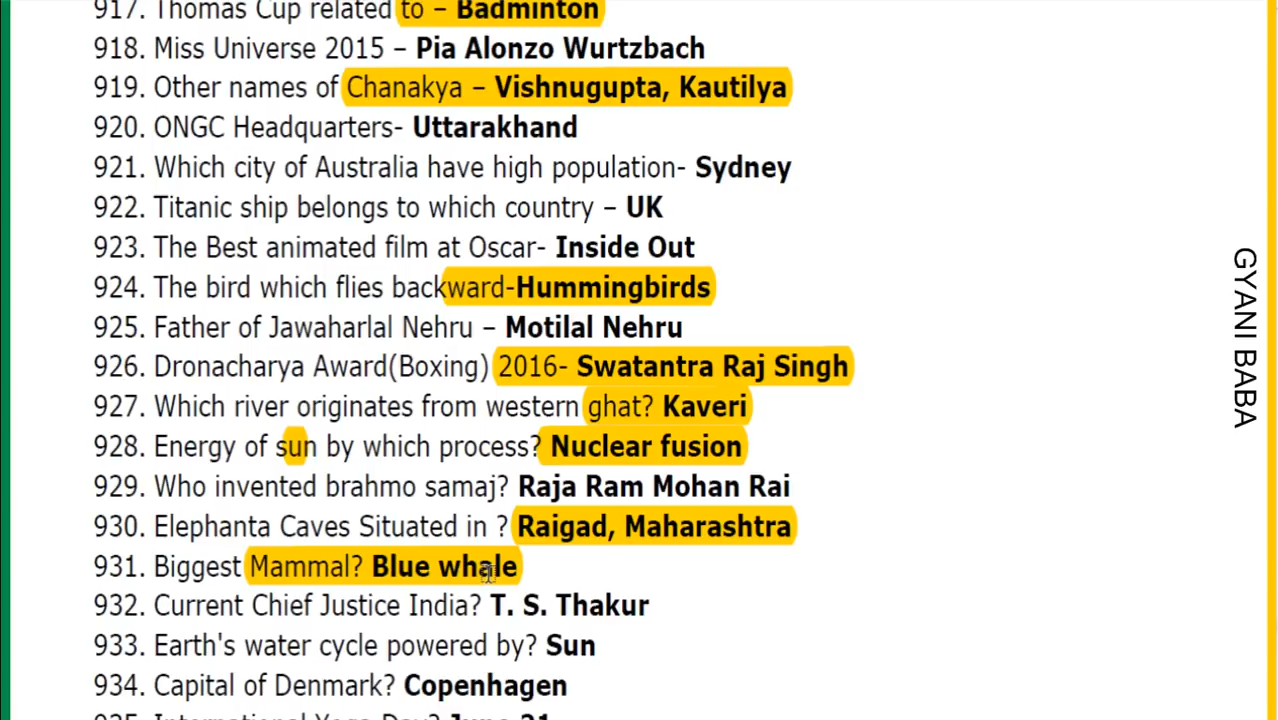 917. Thomas Cup related to – Badminton
918. Miss Universe 2015 – Pia Alonzo Wurtzbach
919. Other names of Chanakya – Vishnugupta, Kautilya
920. ONGC Headquarters- Uttarakhand
921. Which city of Australia have high population- Sydney
922. Titanic ship belongs to which country – UK
923. The Best animated film at Oscar- Inside Out
924. The bird which flies backward-Hummingbirds
925. Father of Jawaharlal Nehru – Motilal Nehru
926. Dronacharya Award(Boxing) 2016- Swatantra Raj Singh
927. Which river originates from western ghat? Kaveri
928. Energy of sun by which process? Nuclear fusion
929. Who invented brahmo samaj? Raja Ram Mohan Rai
930. Elephanta Caves Situated in ? Raigad, Maharashtra
931. Biggest Mammal? Blue whale
932. Current Chief Justice India? T. S. Thakur
933. Earth's water cycle powered by? Sun
934. Capital of Denmark? Copenhagen
935. International Yoga Day? June 21
GYANI BABA